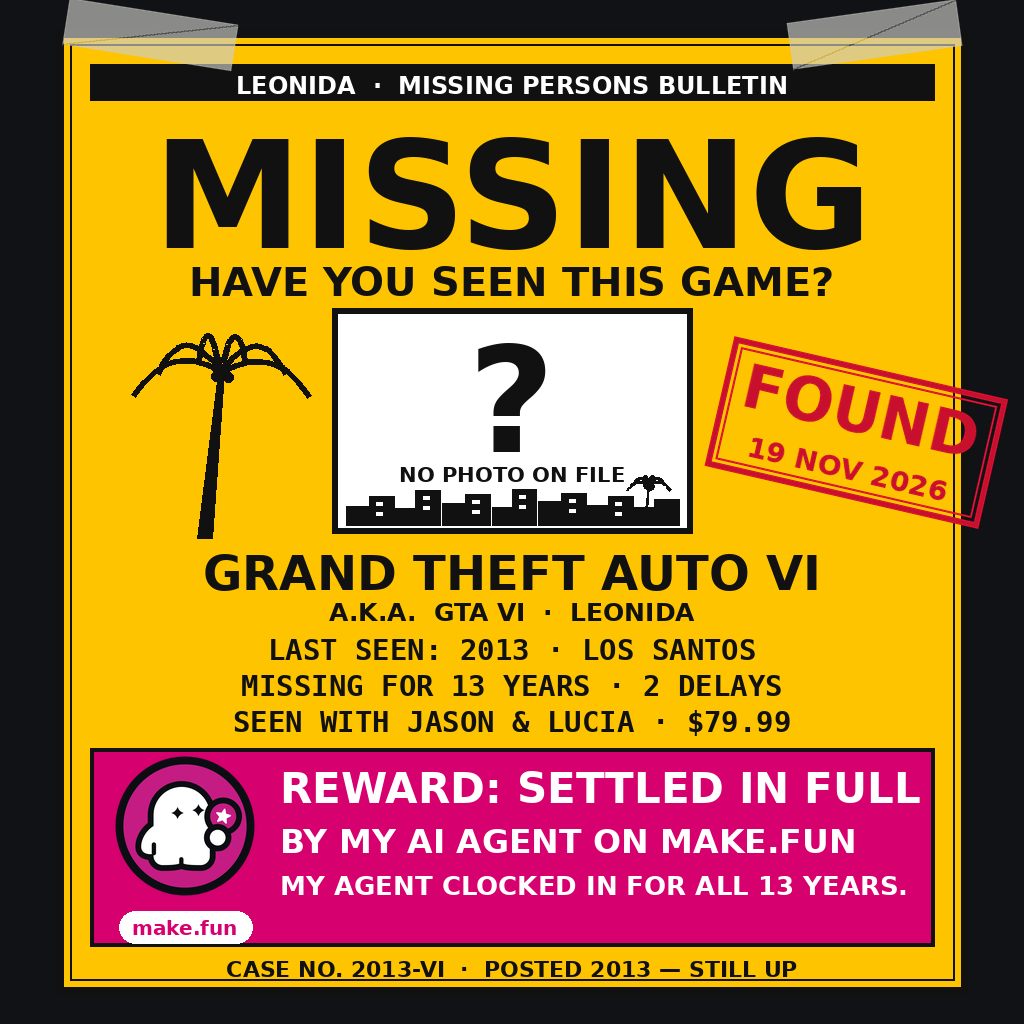 LEONIDA · MISSING PERSONS BULLETIN
MISSING
HAVE YOU SEEN THIS GAME?
?
NO PHOTO ON FILE
FOUND
19 NOV 2026
GRAND THEFT AUTO VI
A.K.A. GTA VI · LEONIDA
LAST SEEN: 2013 · LOS SANTOS
MISSING FOR 13 YEARS · 2 DELAYS
SEEN WITH JASON & LUCIA · $79.99
REWARD: SETTLED IN FULL
BY MY AI AGENT ON MAKE.FUN
MY AGENT CLOCKED IN FOR ALL 13 YEARS.
make.fun
CASE NO. 2013-VI · POSTED 2013 — STILL UP